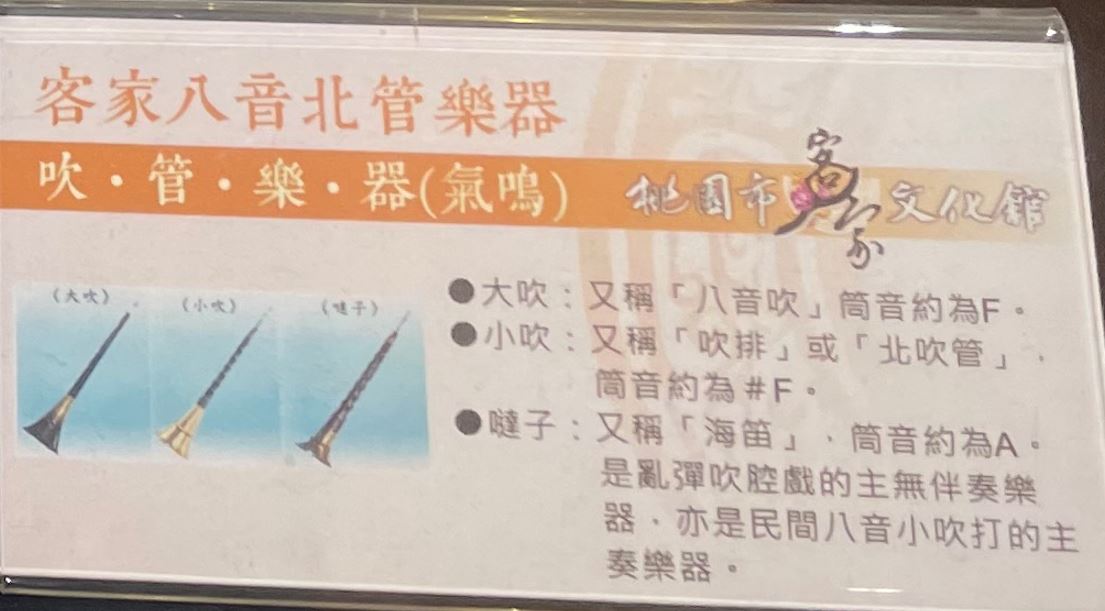 客家八音北管樂器
吹・管・樂・器(氣鳴)
桃園市客家文化館
(大吹)
(小吹)
(噠子)
●大吹：又稱「八音吹」筒音約為F。
●小吹：又稱「吹排」或「北吹管」，
筒音約為#F。
●噠子：又稱「海笛」，筒音約為A。
是亂彈吹腔戲的主無伴奏樂
器，亦是民間八音小吹打的主
奏樂器。